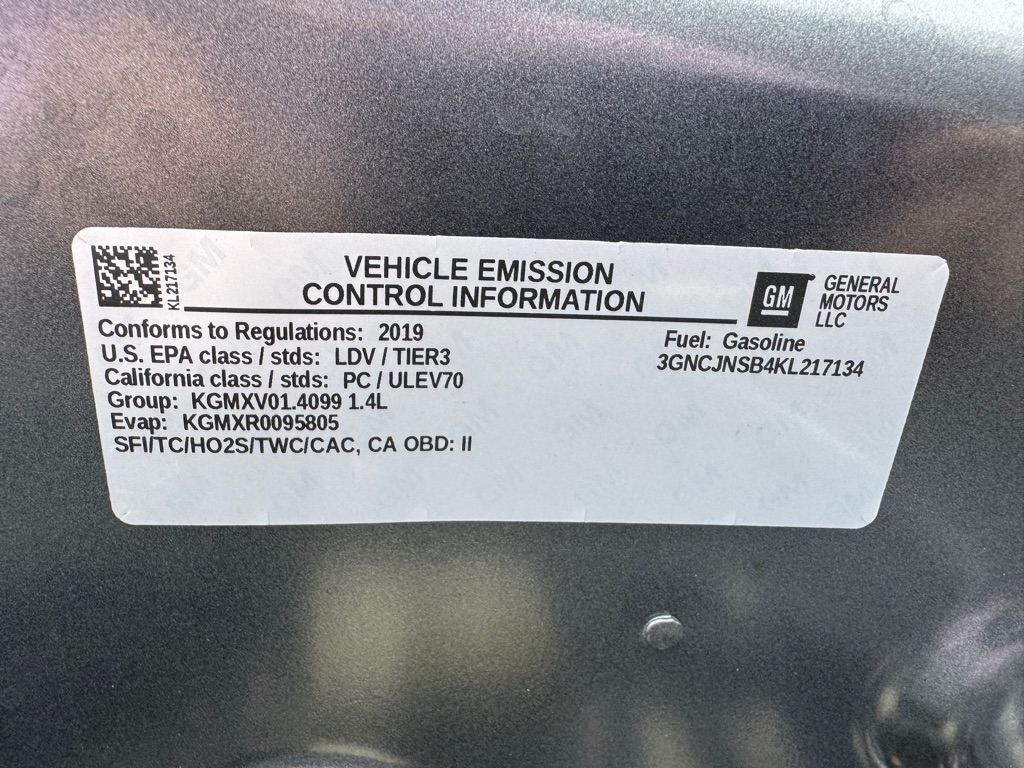 KL217134
VEHICLE EMISSION
CONTROL INFORMATION
GM
GENERAL
MOTORS
LLC
Conforms to Regulations: 2019
U.S. EPA class / stds: LDV / TIER3
California class / stds: PC / ULEV70
Group: KGMXV01.4099 1.4L
Evap: KGMXR0095805
SFI/TC/HO2S/TWC/CAC, CA OBD: II
Fuel: Gasoline
3GNCJNSB4KL217134